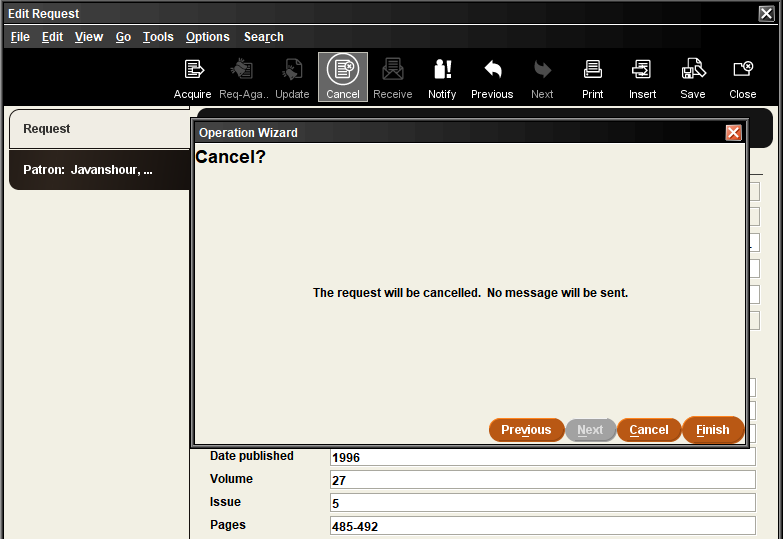 Edit Request
File Edit View Go Tools Options Search
Acquire Req-Aga.. Update Cancel Receive Notify Previous Next Print Insert Save Close
Request
Patron: Javanshour, ...
Operation Wizard
Cancel?
The request will be cancelled. No message will be sent.
Previous Next Cancel Finish
Date published 1996
Volume 27
Issue 5
Pages 485-492